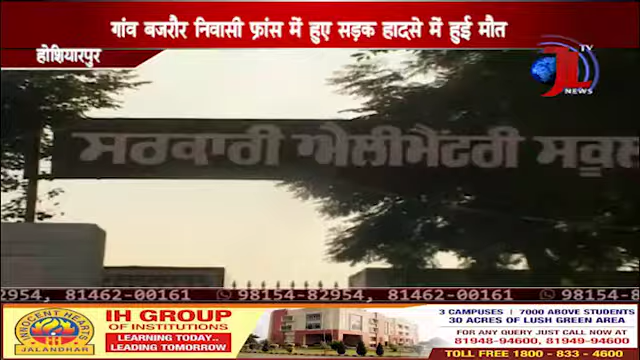 गांव बजरौर निवासी फ्रांस में हुए सड़क हादसे में हुई मौत
होशियारपुर
JL TV
NEWS
ਸਰਕਾਰੀ ਐਲੀਮੈਂਟਰੀ ਸਕੂਲ
2954, 81462-00161 98154-82954, 81462-00161 98154-8
INNOCENT HEARTS
JALANDHAR
IH GROUP
OF INSTITUTIONS
LEARNING TODAY..
LEADING TOMORROW
3 CAMPUSES | 7000 ABOVE STUDENTS
30 ACRES OF LUSH GREEN AREA
FOR ANY QUERY JUST CALL NOW AT
81948-94600, 81949-94600
TOLL FREE 1800 - 833 - 4600